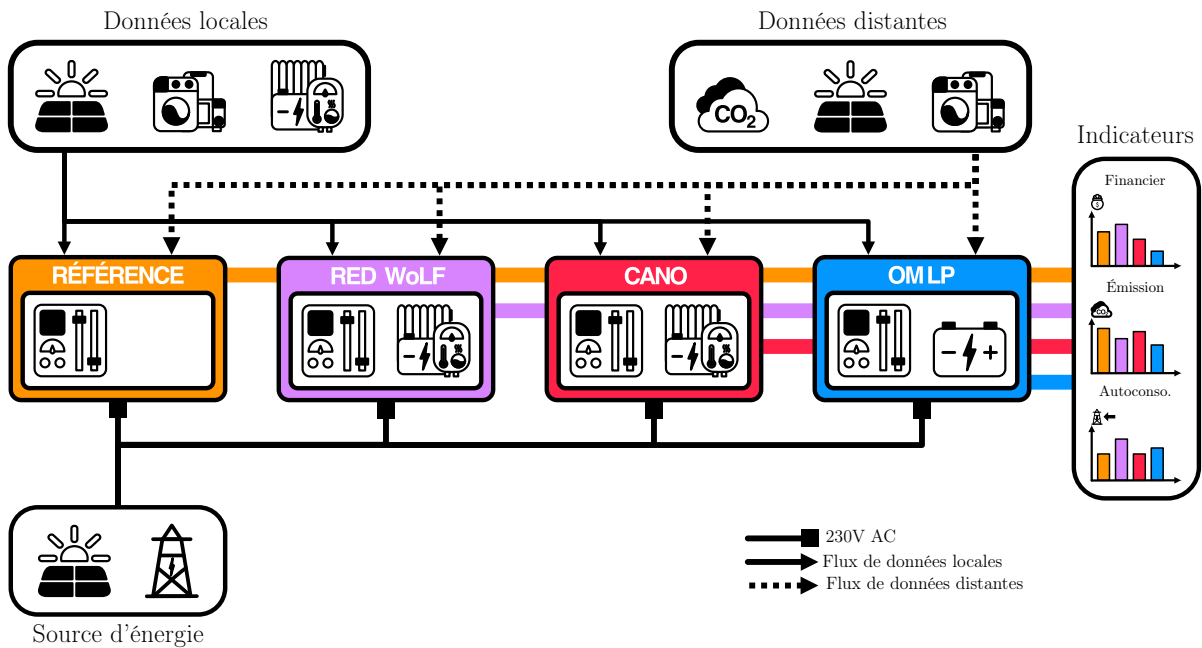 Données locales
Données distantes
CO2
Indicateurs
Financier
$
RÉFÉRENCE
RED WoLF
CANO
OMLP
Émission
CO2
Autoconso.
230V AC
Flux de données locales
Flux de données distantes
Source d'énergie